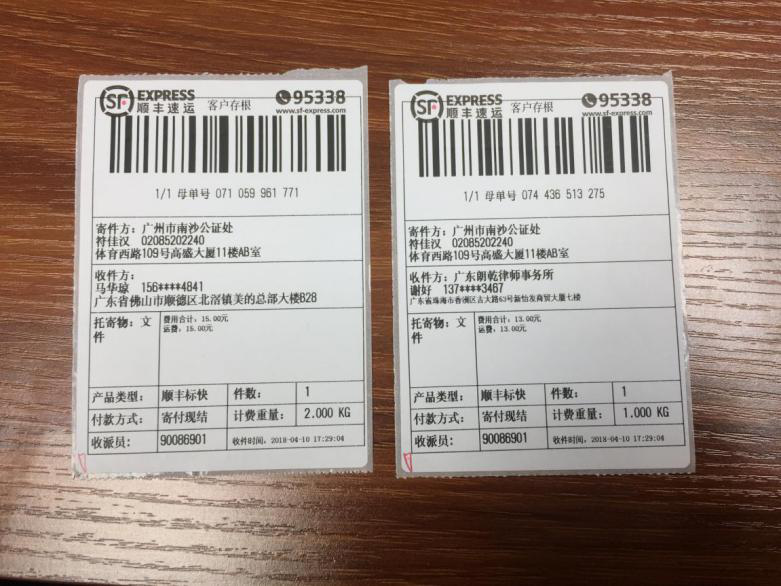 SF EXPRESS
顺丰速运
客户存根
95338
www.sf-express.com
1/1 母单号 071 059 961 771
寄件方：广州市南沙公证处
符佳汉 02085202240
体育西路109号高盛大厦11楼AB室
收件方：
马华琼 156****4841
广东省佛山市顺德区北滘镇美的总部大楼B28
托寄物：文
件
费用合计：15.00元
运费：15.00元
产品类型： 顺丰标快 件数： 1
付款方式： 寄付现结 计费重量： 2.000 KG
收派员： 90086901 收件时间：2018-04-10 17:29:04
SF EXPRESS
顺丰速运
客户存根
95338
www.sf-express.com
1/1 母单号 074 436 513 275
寄件方：广州市南沙公证处
符佳汉 02085202240
体育西路109号高盛大厦11楼AB室
收件方：广东朗乾律师事务所
谢好 137****3467
广东省珠海市香洲区吉大路63号新怡发商贸大厦七楼
托寄物：文
件
费用合计：13.00元
运费：13.00元
产品类型： 顺丰标快 件数： 1
付款方式： 寄付现结 计费重量： 1.000 KG
收派员： 90086901 收件时间：2018-04-10 17:29:04